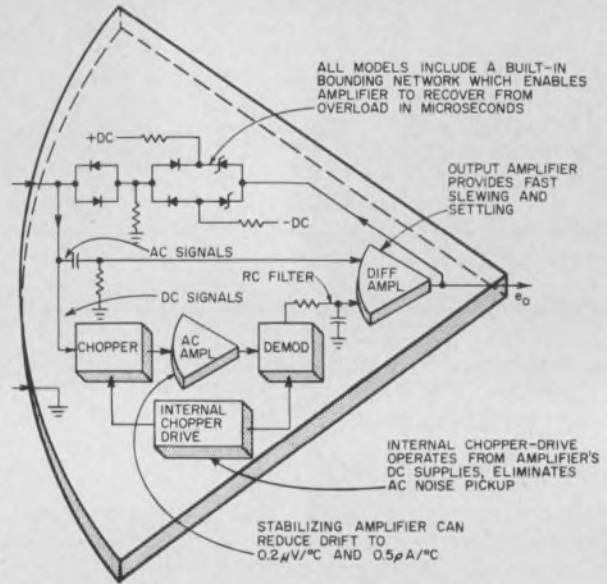 ALL MODELS INCLUDE A BUILT-IN
BOUNDING NETWORK WHICH ENABLES
AMPLIFIER TO RECOVER FROM
OVERLOAD IN MICROSECONDS
+DC
OUTPUT AMPLIFIER
PROVIDES FAST
SLEWING AND
SETTLING
-DC
AC SIGNALS
RC FILTER
DIFF
AMPL
e₀
DC SIGNALS
CHOPPER
AC
AMPL
DEMOD
INTERNAL
CHOPPER
DRIVE
INTERNAL CHOPPER-DRIVE
OPERATES FROM AMPLIFIER'S
DC SUPPLIES, ELIMINATES
AC NOISE PICKUP
STABILIZING AMPLIFIER CAN
REDUCE DRIFT TO
0.2μV/°C AND 0.5pA/°C